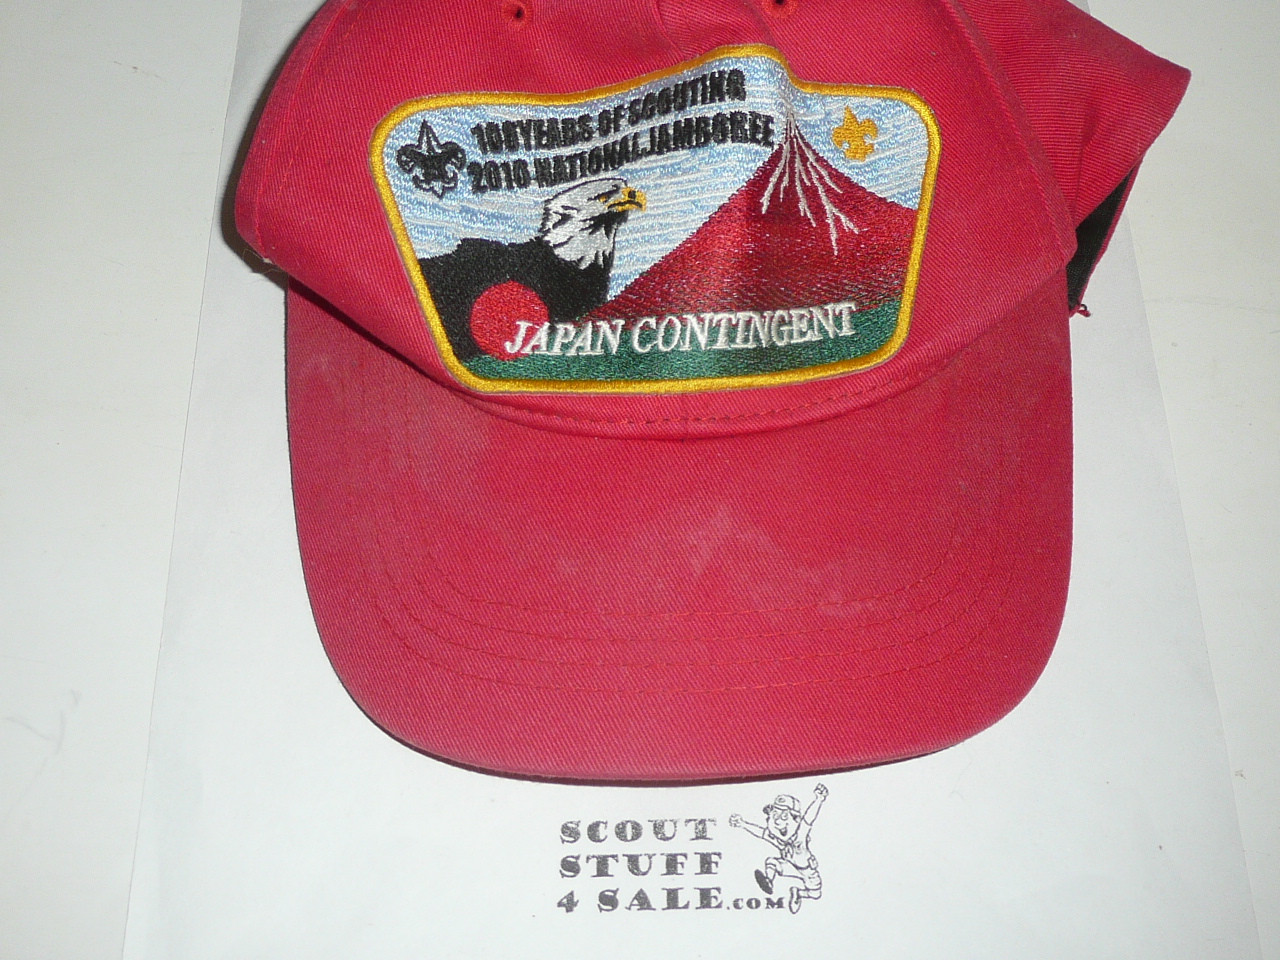 100 YEARS OF SCOUTING
2010 NATIONAL JAMBOREE
JAPAN CONTINGENT
SCOUT
STUFF
4 SALE.COM